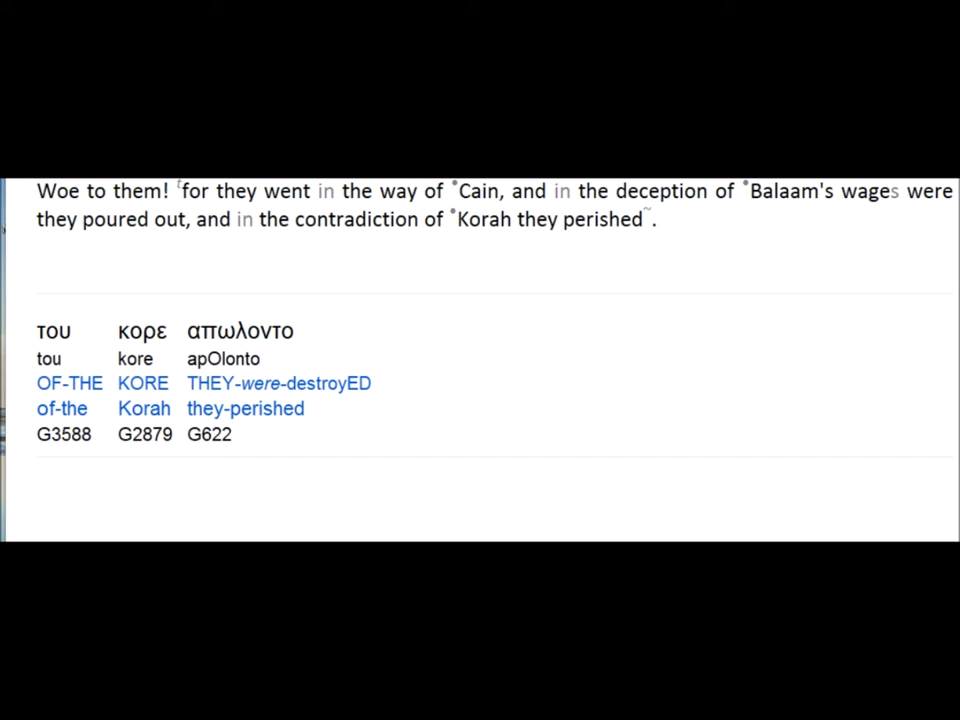 Woe to them! ᵗfor they went in the way of •Cain, and in the deception of •Balaam's wages were
they poured out, and in the contradiction of •Korah they perished~.
του κορε απωλοντο
tou kore apOlonto
OF-THE KORE THEY-were-destroyED
of-the Korah they-perished
G3588 G2879 G622